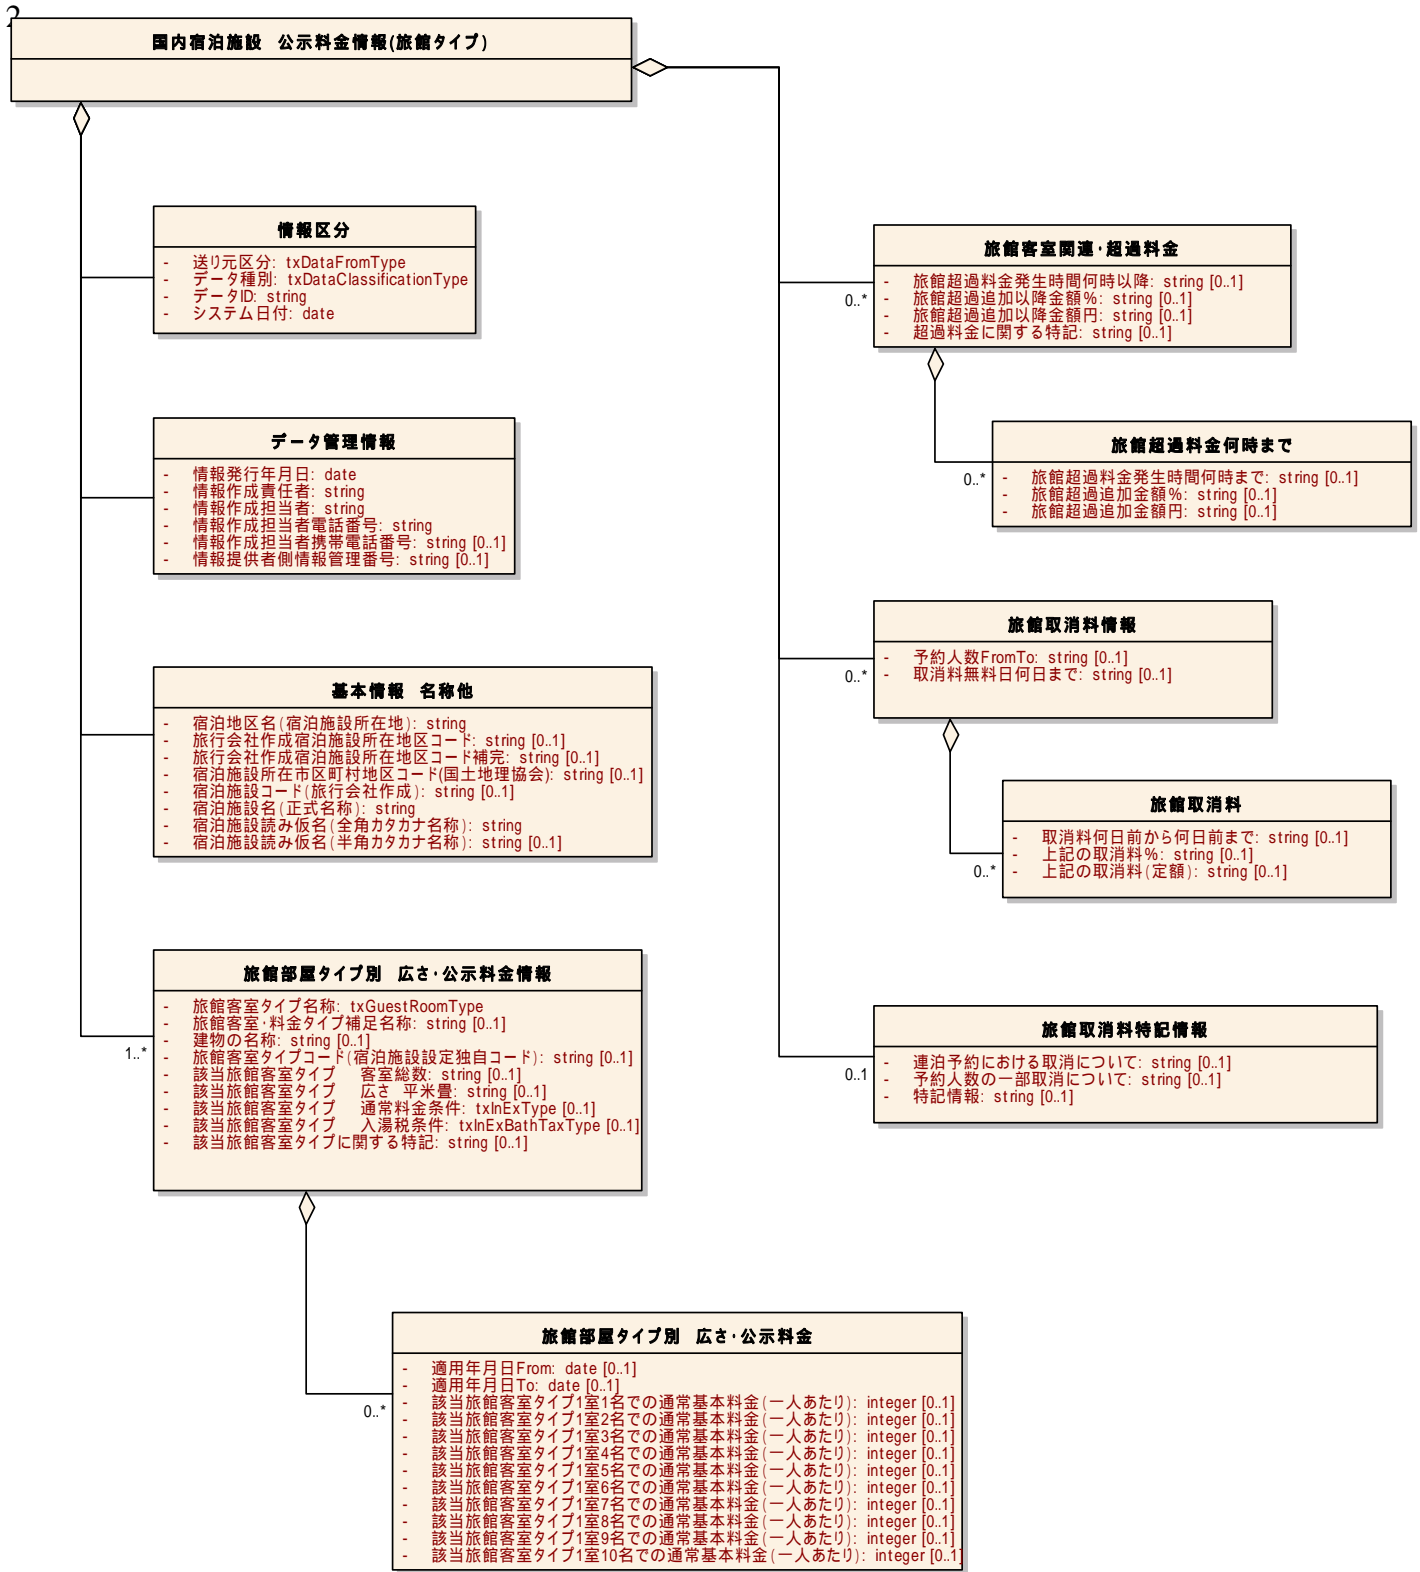 2
国内宿泊施設 公示料金情報(旅館タイプ)
情報区分
- 送り元区分: txDataFromType
- データ種別: txDataClassificationType
- データID: string
- システム日付: date
データ管理情報
- 情報発行年月日: date
- 情報作成責任者: string
- 情報作成担当者: string
- 情報作成担当者電話番号: string
- 情報作成担当者携帯電話番号: string [0..1]
- 情報提供者側情報管理番号: string [0..1]
基本情報 名称他
- 宿泊地区名(宿泊施設所在地): string
- 旅行会社作成宿泊施設所在地区コード: string [0..1]
- 旅行会社作成宿泊施設所在地区コード補完: string [0..1]
- 宿泊施設所在市区町村地区コード(国土地理協会): string [0..1]
- 宿泊施設コード(旅行会社作成): string [0..1]
- 宿泊施設名(正式名称): string
- 宿泊施設読み仮名(全角カタカナ名称): string
- 宿泊施設読み仮名(半角カタカナ名称): string [0..1]
1..*
旅館部屋タイプ別 広さ・公示料金情報
- 旅館客室タイプ名称: txGuestRoomType
- 旅館客室・料金タイプ補足名称: string [0..1]
- 建物の名称: string [0..1]
- 旅館客室タイプコード(宿泊施設設定独自コード): string [0..1]
- 該当旅館客室タイプ 客室総数: string [0..1]
- 該当旅館客室タイプ 広さ 平米畳: string [0..1]
- 該当旅館客室タイプ 通常料金条件: txInExType [0..1]
- 該当旅館客室タイプ 入湯税条件: txInExBathTaxType [0..1]
- 該当旅館客室タイプに関する特記: string [0..1]
0..*
旅館部屋タイプ別 広さ・公示料金
- 適用年月日From: date [0..1]
- 適用年月日To: date [0..1]
- 該当旅館客室タイプ1室1名での通常基本料金(一人あたり): integer [0..1]
- 該当旅館客室タイプ1室2名での通常基本料金(一人あたり): integer [0..1]
- 該当旅館客室タイプ1室3名での通常基本料金(一人あたり): integer [0..1]
- 該当旅館客室タイプ1室4名での通常基本料金(一人あたり): integer [0..1]
- 該当旅館客室タイプ1室5名での通常基本料金(一人あたり): integer [0..1]
- 該当旅館客室タイプ1室6名での通常基本料金(一人あたり): integer [0..1]
- 該当旅館客室タイプ1室7名での通常基本料金(一人あたり): integer [0..1]
- 該当旅館客室タイプ1室8名での通常基本料金(一人あたり): integer [0..1]
- 該当旅館客室タイプ1室9名での通常基本料金(一人あたり): integer [0..1]
- 該当旅館客室タイプ1室10名での通常基本料金(一人あたり): integer [0..1]
0..*
旅館客室関連・超過料金
- 旅館超過料金発生時間何時以降: string [0..1]
- 旅館超過追加以降金額%: string [0..1]
- 旅館超過追加以降金額円: string [0..1]
- 超過料金に関する特記: string [0..1]
0..*
旅館超過料金何時まで
- 旅館超過料金発生時間何時まで: string [0..1]
- 旅館超過追加金額%: string [0..1]
- 旅館超過追加金額円: string [0..1]
0..*
旅館取消料情報
- 予約人数FromTo: string [0..1]
- 取消料無料日何日まで: string [0..1]
0..*
旅館取消料
- 取消料何日前から何日前まで: string [0..1]
- 上記の取消料%: string [0..1]
- 上記の取消料(定額): string [0..1]
0..1
旅館取消料特記情報
- 連泊予約における取消について: string [0..1]
- 予約人数の一部取消について: string [0..1]
- 特記情報: string [0..1]